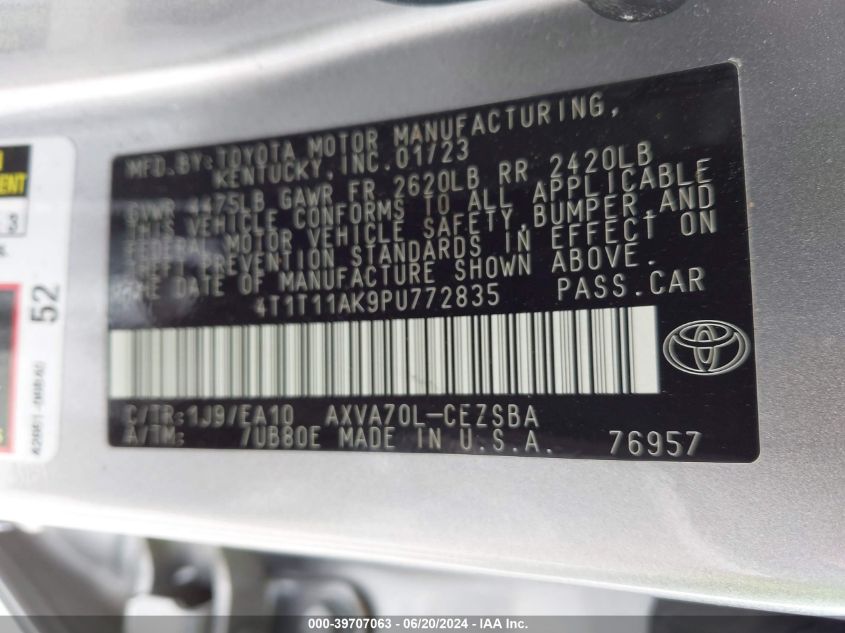 MFD.BY:TOYOTA MOTOR MANUFACTURING,
KENTUCKY,INC.01/23
GVWR 4475LB GAWR FR 2620LB RR 2420LB
THIS VEHICLE CONFORMS TO ALL APPLICABLE
FEDERAL MOTOR VEHICLE SAFETY,BUMPER,AND
THEFT PREVENTION STANDARDS IN EFFECT ON
THE DATE OF MANUFACTURE SHOWN ABOVE.
4T1T11AK9PU772835 PASS.CAR
C/TR:1J9/EA10 AXVA70L-CEZSBA
A/TM: 7UB80E MADE IN U.S.A. 76957
3
52
000-39707063 / 06/20/2024 - IAA Inc.